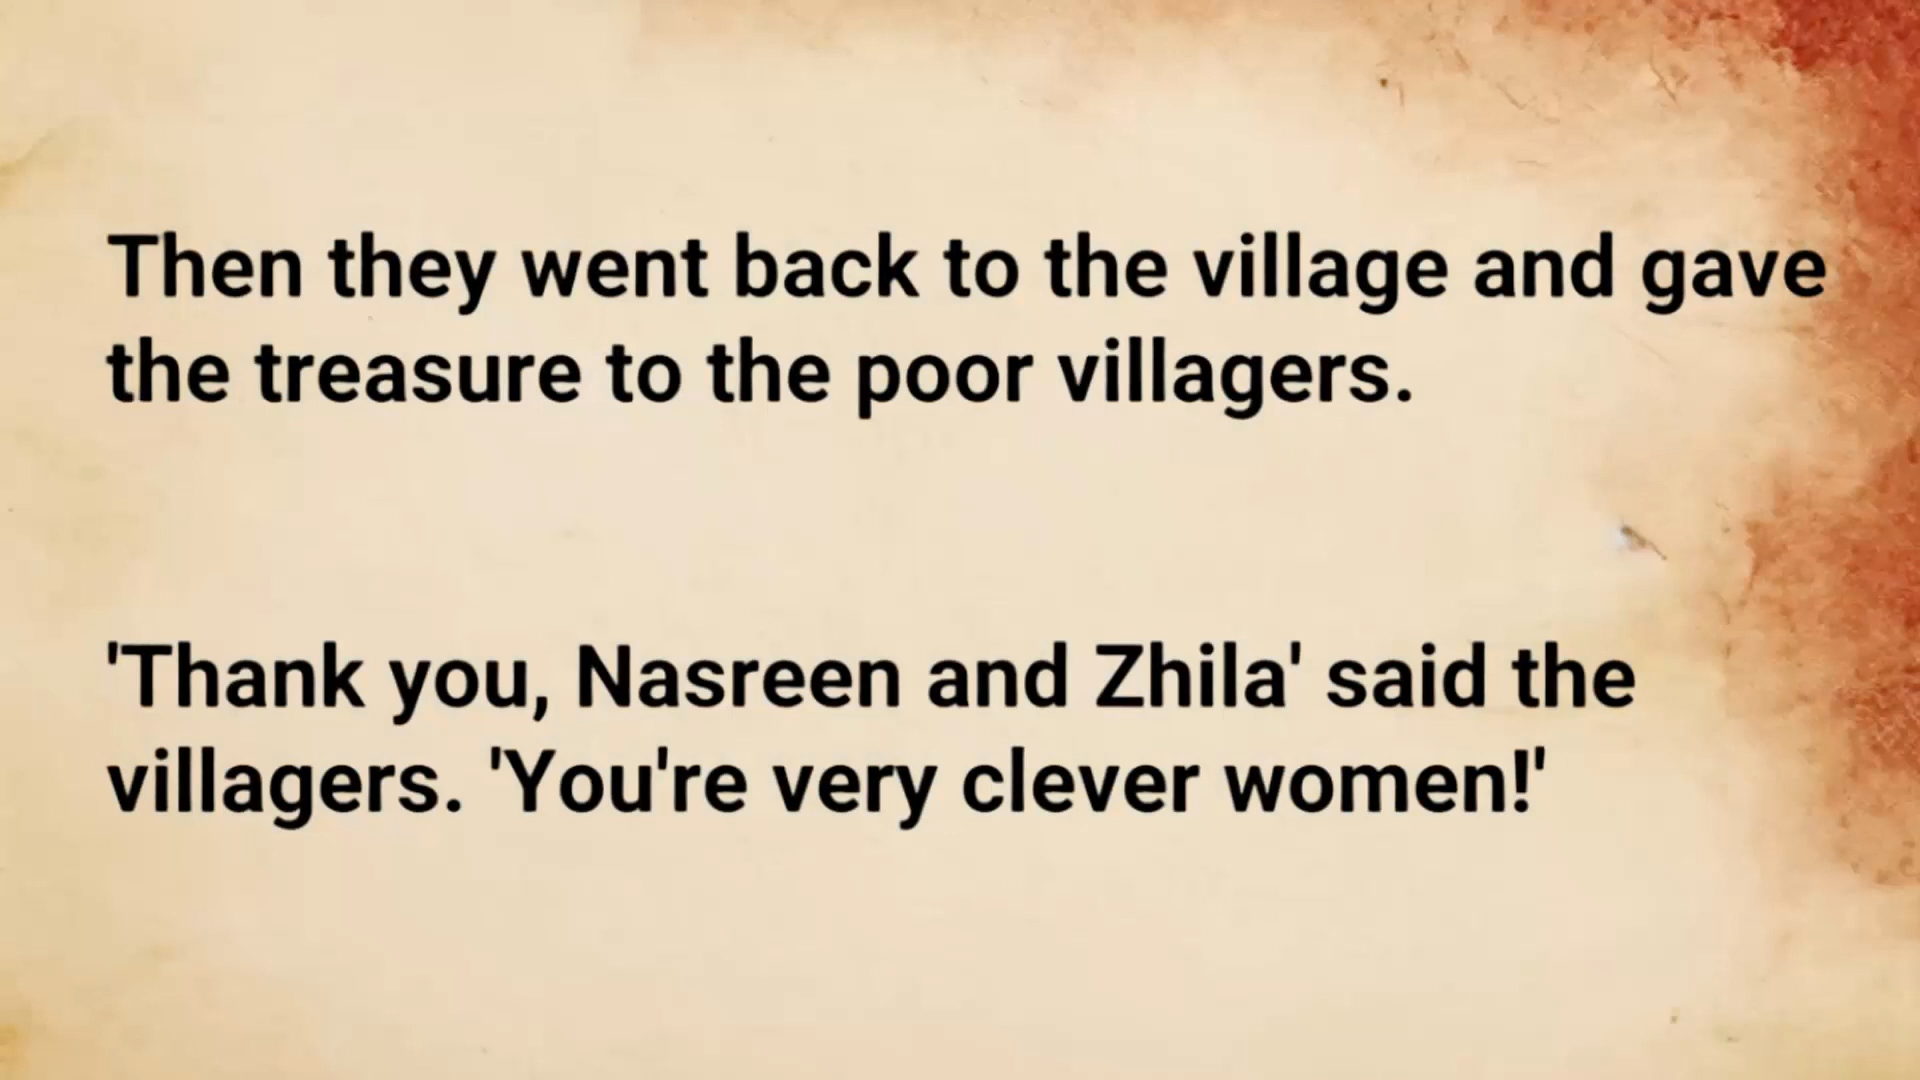 Then they went back to the village and gave
the treasure to the poor villagers.
'Thank you, Nasreen and Zhila' said the
villagers. 'You're very clever women!'